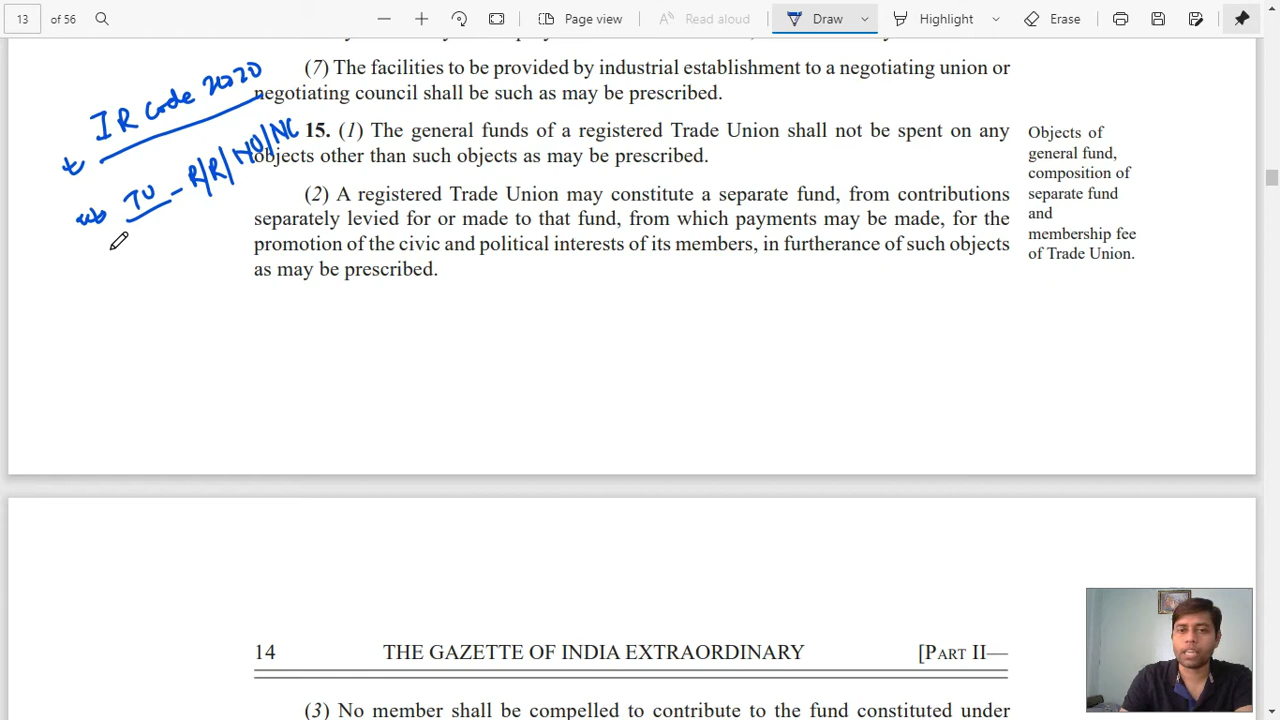 13 of 56 Page view Read aloud Draw Highlight Erase
(7) The facilities to be provided by industrial establishment to a negotiating union or
negotiating council shall be such as may be prescribed.
IR code 2020
TU - R/R/NU/NC
15. (1) The general funds of a registered Trade Union shall not be spent on any
objects other than such objects as may be prescribed.
(2) A registered Trade Union may constitute a separate fund, from contributions
separately levied for or made to that fund, from which payments may be made, for the
promotion of the civic and political interests of its members, in furtherance of such objects
as may be prescribed.
Objects of
general fund,
composition of
separate fund
and
membership fee
of Trade Union.
14 THE GAZETTE OF INDIA EXTRAORDINARY [PART II—
(3) No member shall be compelled to contribute to the fund constituted under